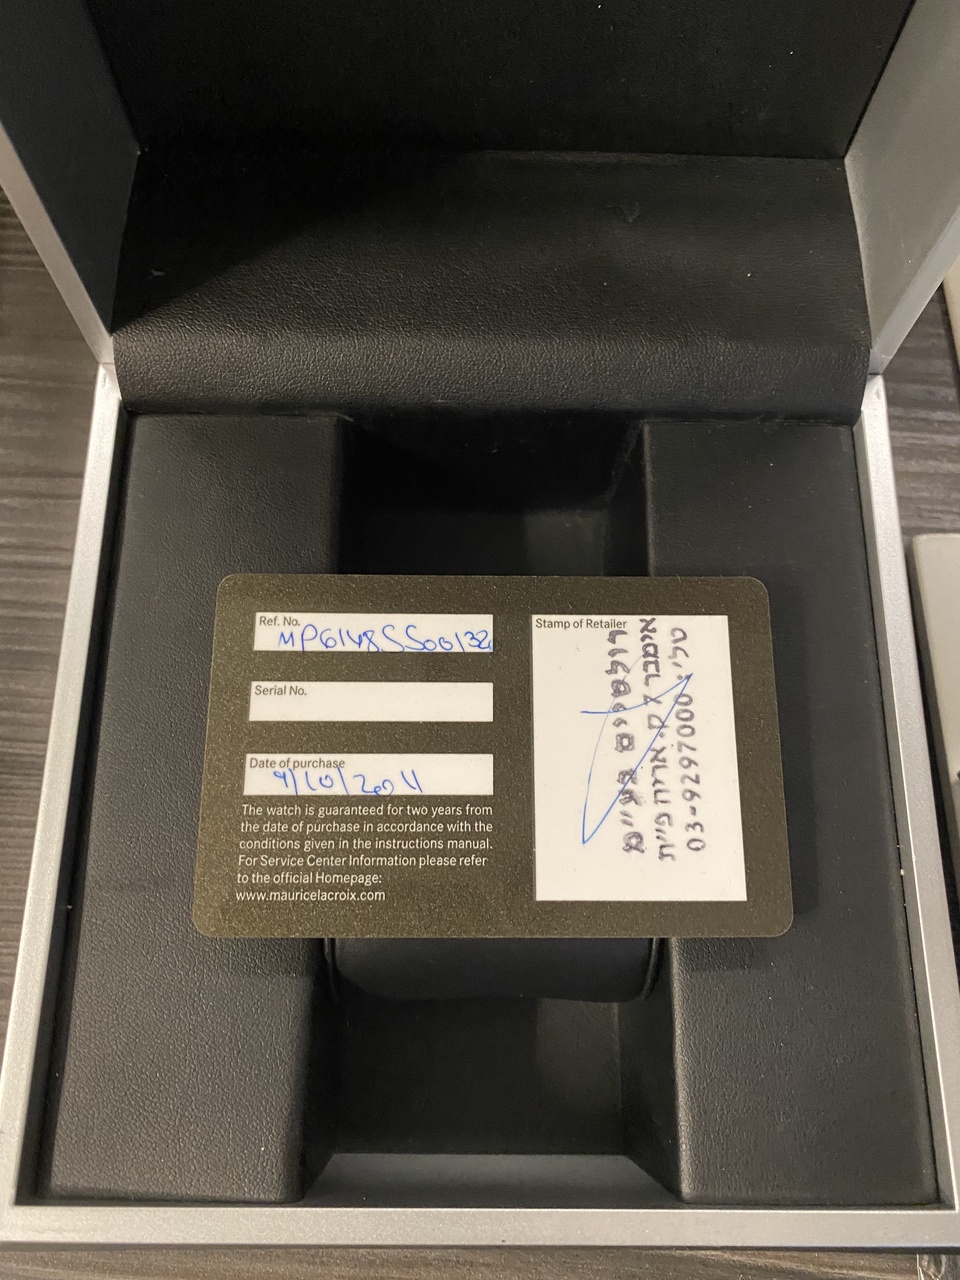 Ref. No.
MP6148SS00132
Serial No.
Date of purchase
9/10/2011
The watch is guaranteed for two years from
the date of purchase in accordance with the
conditions given in the instructions manual.
For Service Center Information please refer
to the official Homepage:
www.mauricelacroix.com
Stamp of Retailer
03-9297000